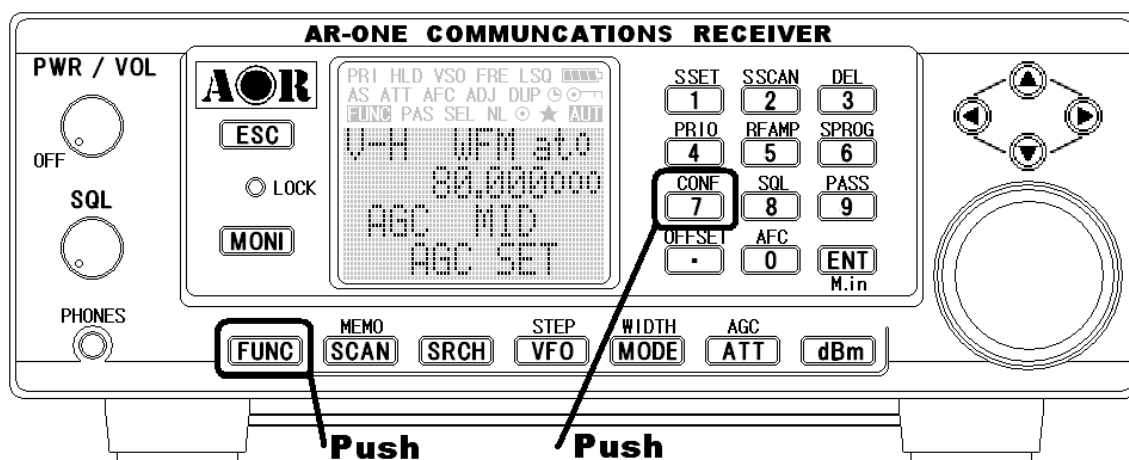 AR-ONE COMMUNCATIONS RECEIVER
PWR / VOL
OFF
SQL
PHONES
AOR
ESC
LOCK
MONI
PRI HLD VSO FRE LSQ
AS ATT AFC ADJ DUP
FUNC PAS SEL NL AUT
V-H WFM ato
80.000000
AGC MID
AGC SET
SSET SSCAN DEL
1 2 3
PRIO RFAMP SPROG
4 5 6
CONF SQL PASS
7 8 9
OFFSET AFC
. 0 ENT
M.in
MEMO STEP WIDTH AGC
FUNC SCAN SRCH VFO MODE ATT dBm
Push Push